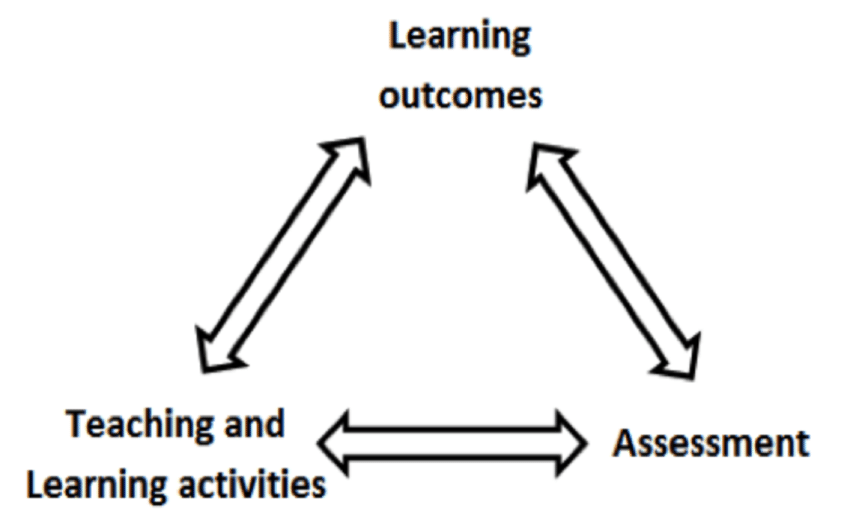 Learning
outcomes
Teaching and
Learning activities
Assessment